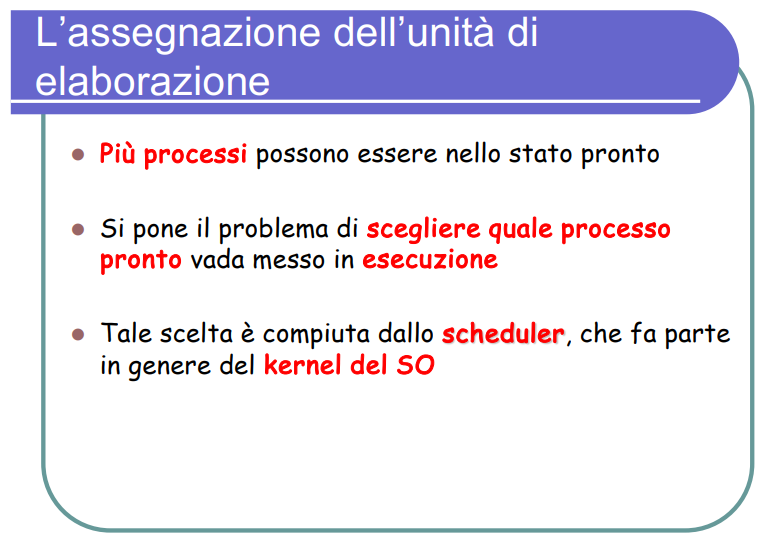 L’assegnazione dell’unità di
elaborazione
Più processi possono essere nello stato pronto
Si pone il problema di scegliere quale processo
pronto vada messo in esecuzione
Tale scelta è compiuta dallo scheduler, che fa parte
in genere del kernel del SO